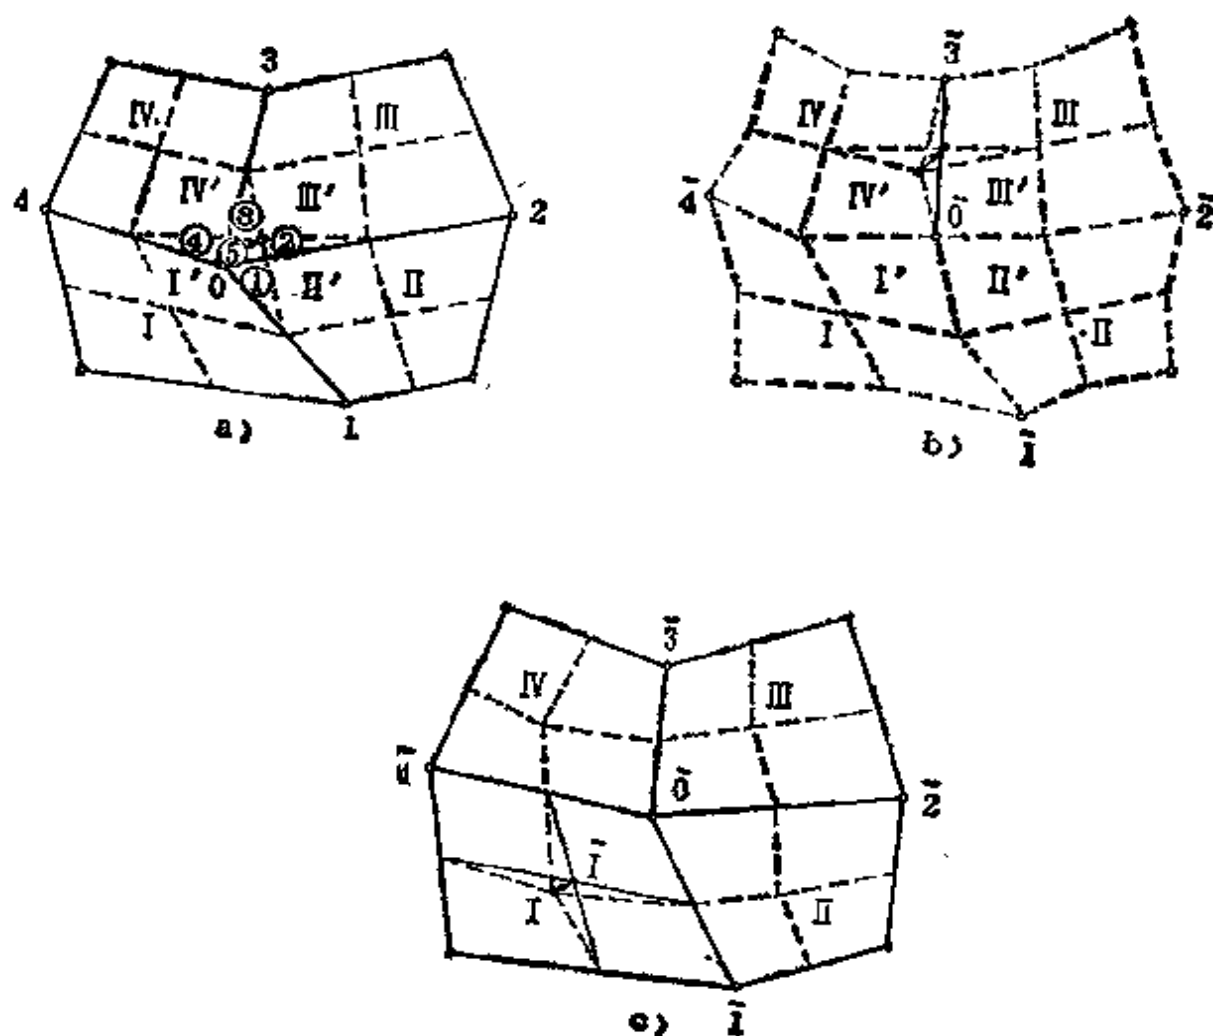 3
IV
III
IV'
III'
4
③
2
④
⑤
②
I'
0
①
II'
II
I
a)
1
3̄
IV
III
4̄
IV'
0̄
III'
2̄
I'
II'
I
II
b)
1̄
3̄
IV
III
4̄
0̄
2̄
Ī
I
II
c)
1̄